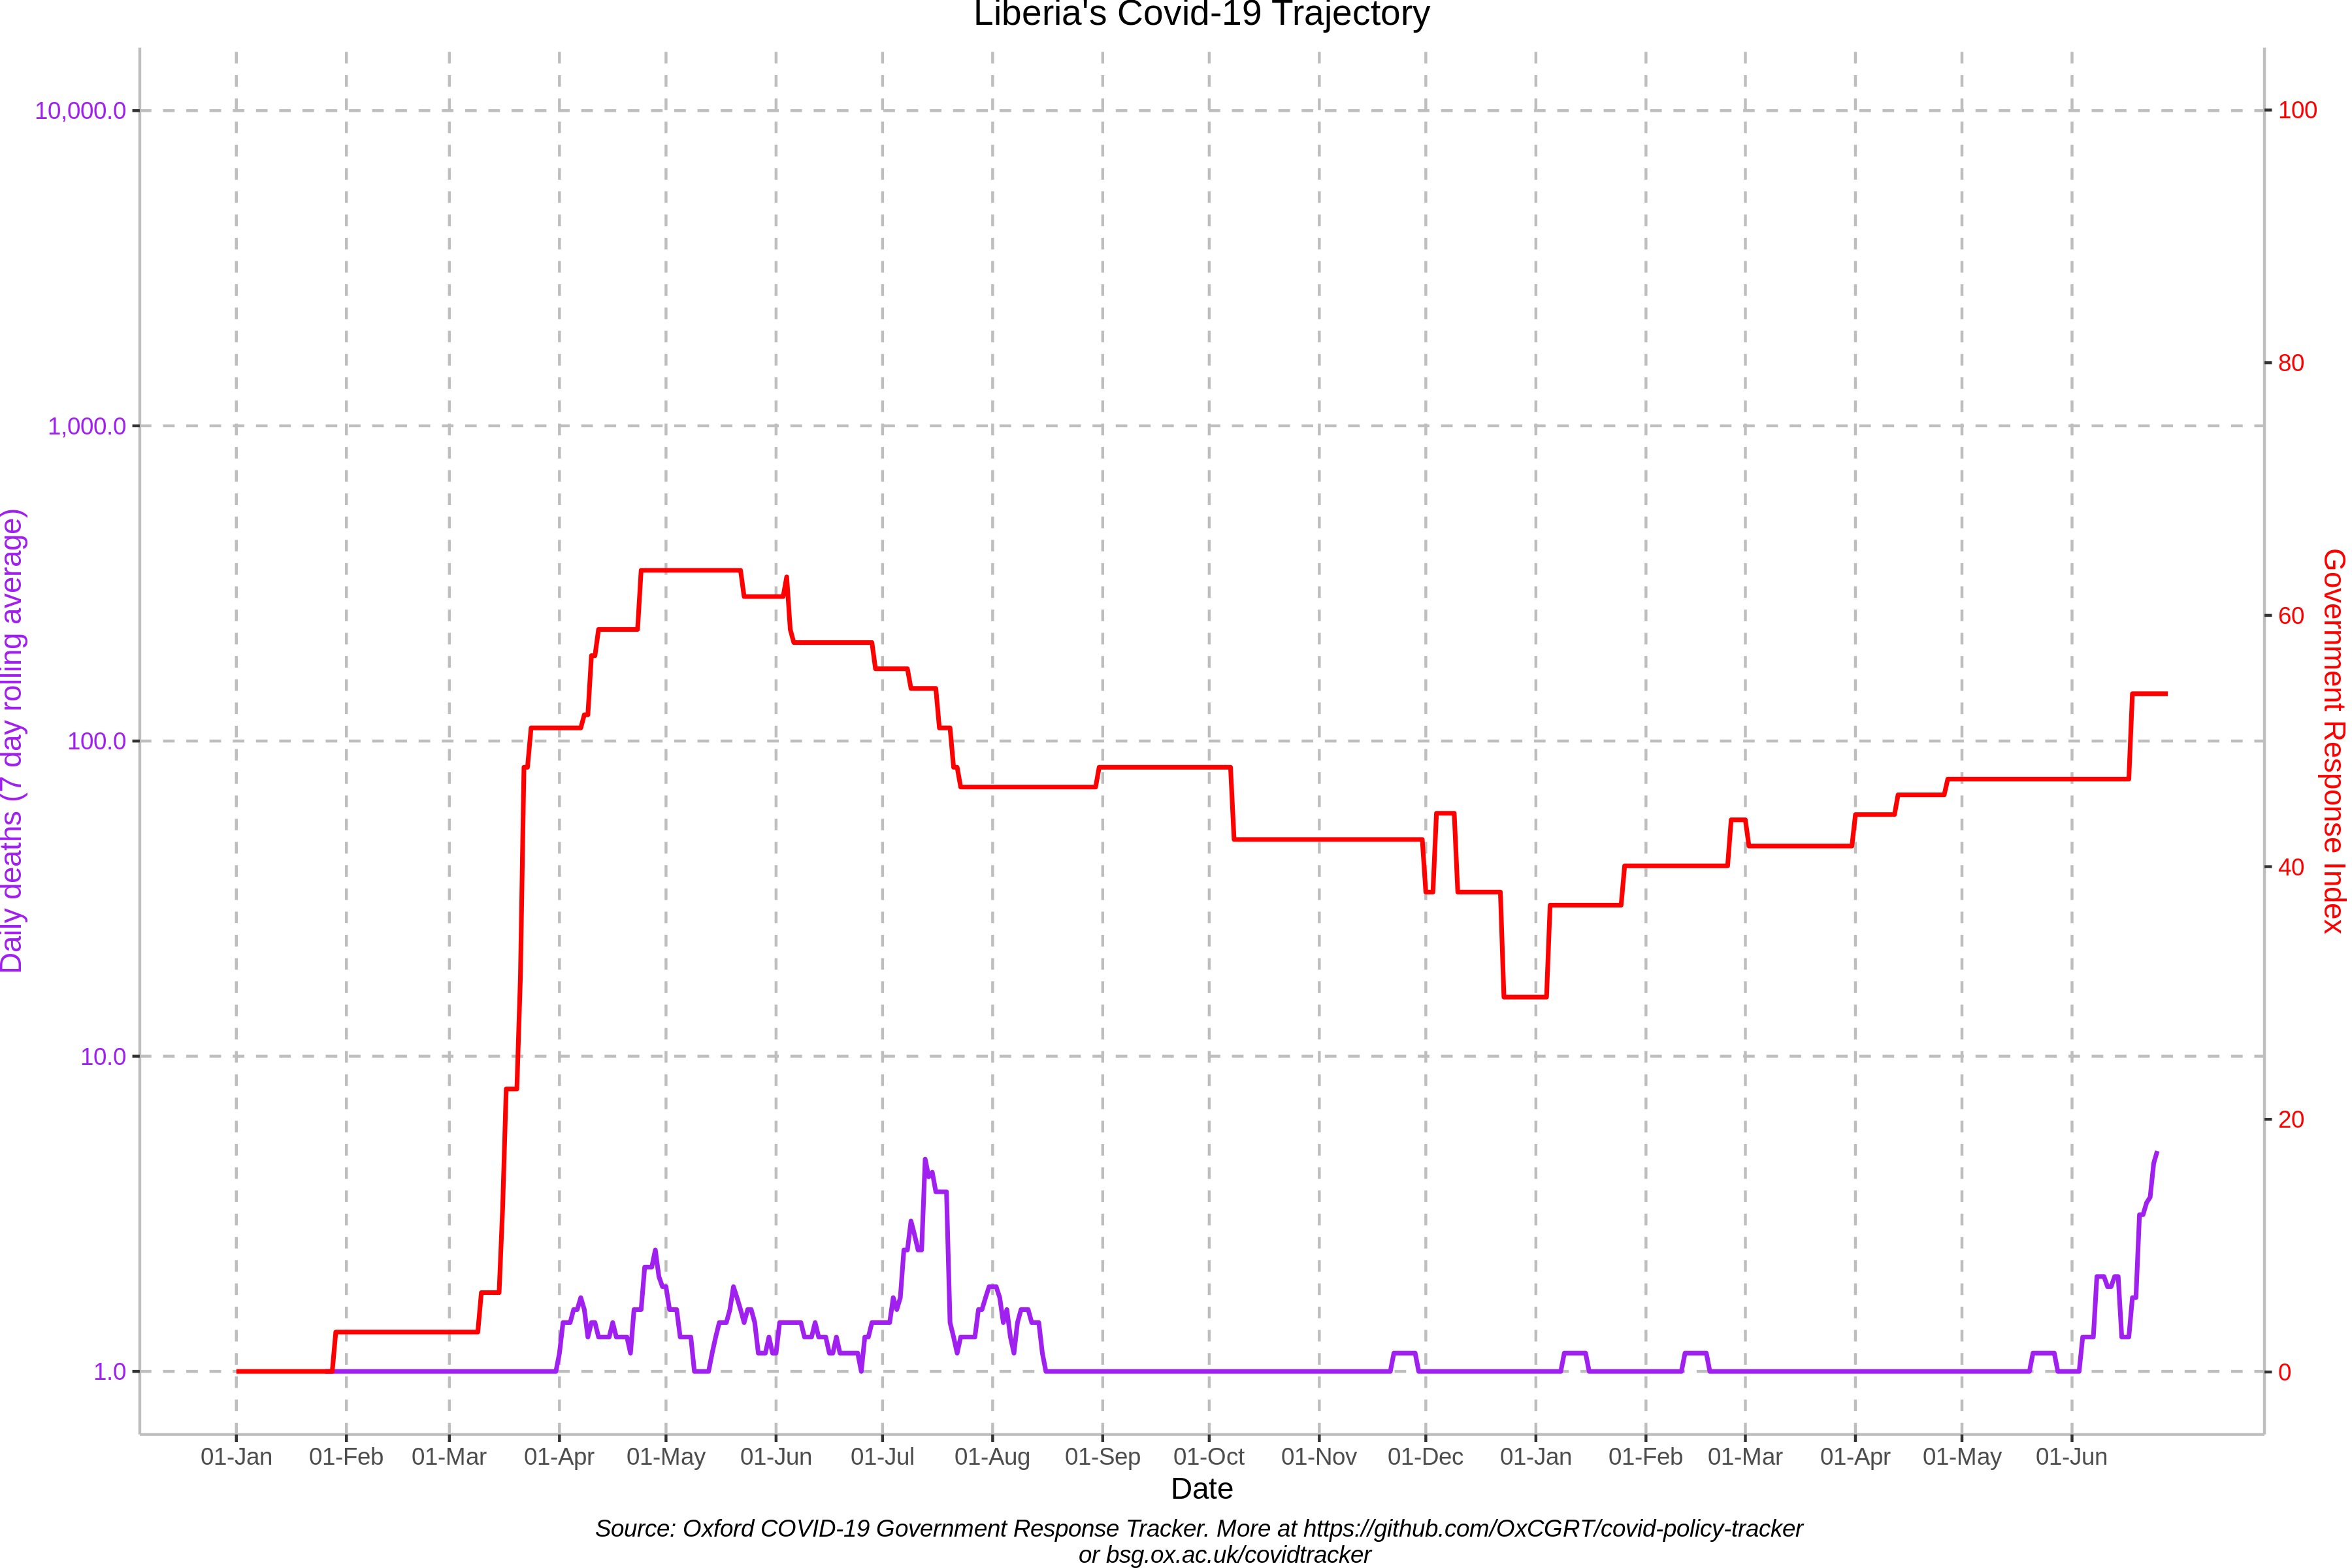 Liberia's Covid-19 Trajectory
10,000.0
1,000.0
100.0
10.0
1.0
Daily deaths (7 day rolling average)
100
80
60
40
20
0
Government Response Index
01-Jan 01-Feb 01-Mar 01-Apr 01-May 01-Jun 01-Jul 01-Aug 01-Sep 01-Oct 01-Nov 01-Dec 01-Jan 01-Feb 01-Mar 01-Apr 01-May 01-Jun
Date
Source: Oxford COVID-19 Government Response Tracker. More at https://github.com/OxCGRT/covid-policy-tracker
or bsg.ox.ac.uk/covidtracker